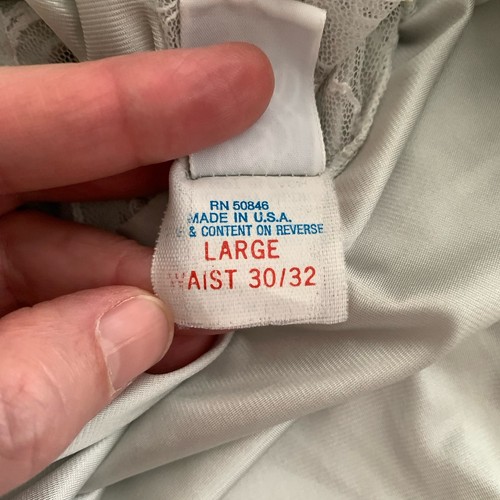 RN 50846
MADE IN U.S.A.
& CONTENT ON REVERSE
LARGE
WAIST 30/32